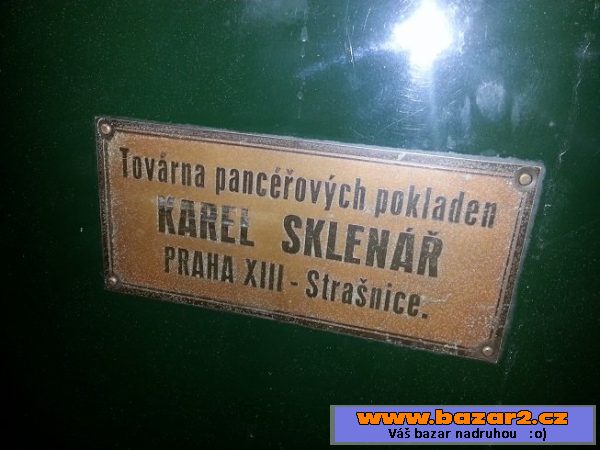 Továrna pancéřových pokladen
KAREL SKLENÁŘ
PRAHA XIII - Strašnice.
www.bazar2.cz
Váš bazar nadruhou :o)